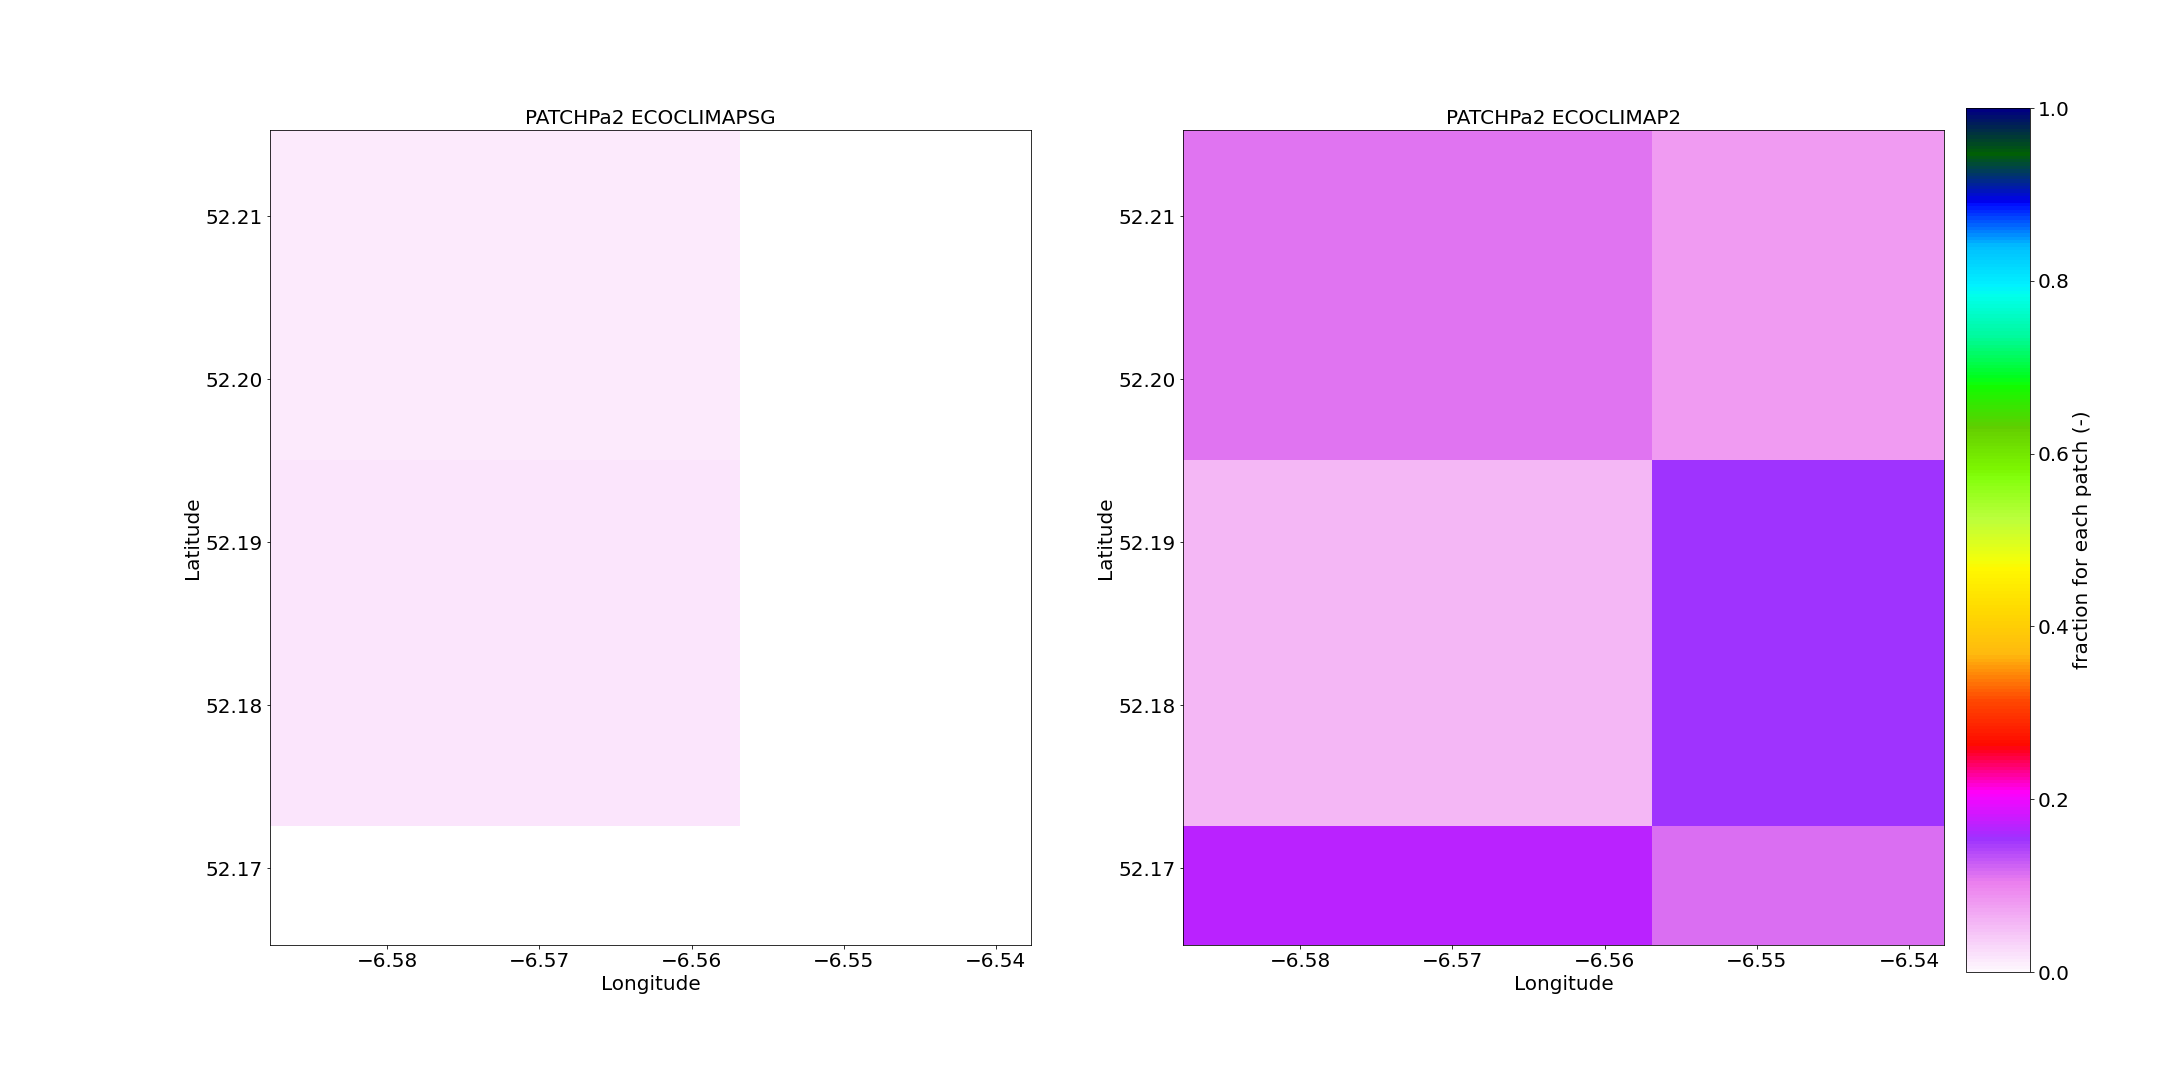 PATCHPa2 ECOCLIMAPSG
Latitude
52.21
52.20
52.19
52.18
52.17
−6.58 −6.57 −6.56 −6.55 −6.54
Longitude
PATCHPa2 ECOCLIMAP2
Latitude
52.21
52.20
52.19
52.18
52.17
−6.58 −6.57 −6.56 −6.55 −6.54
Longitude
1.0
0.8
0.6
0.4
0.2
0.0
fraction for each patch (-)